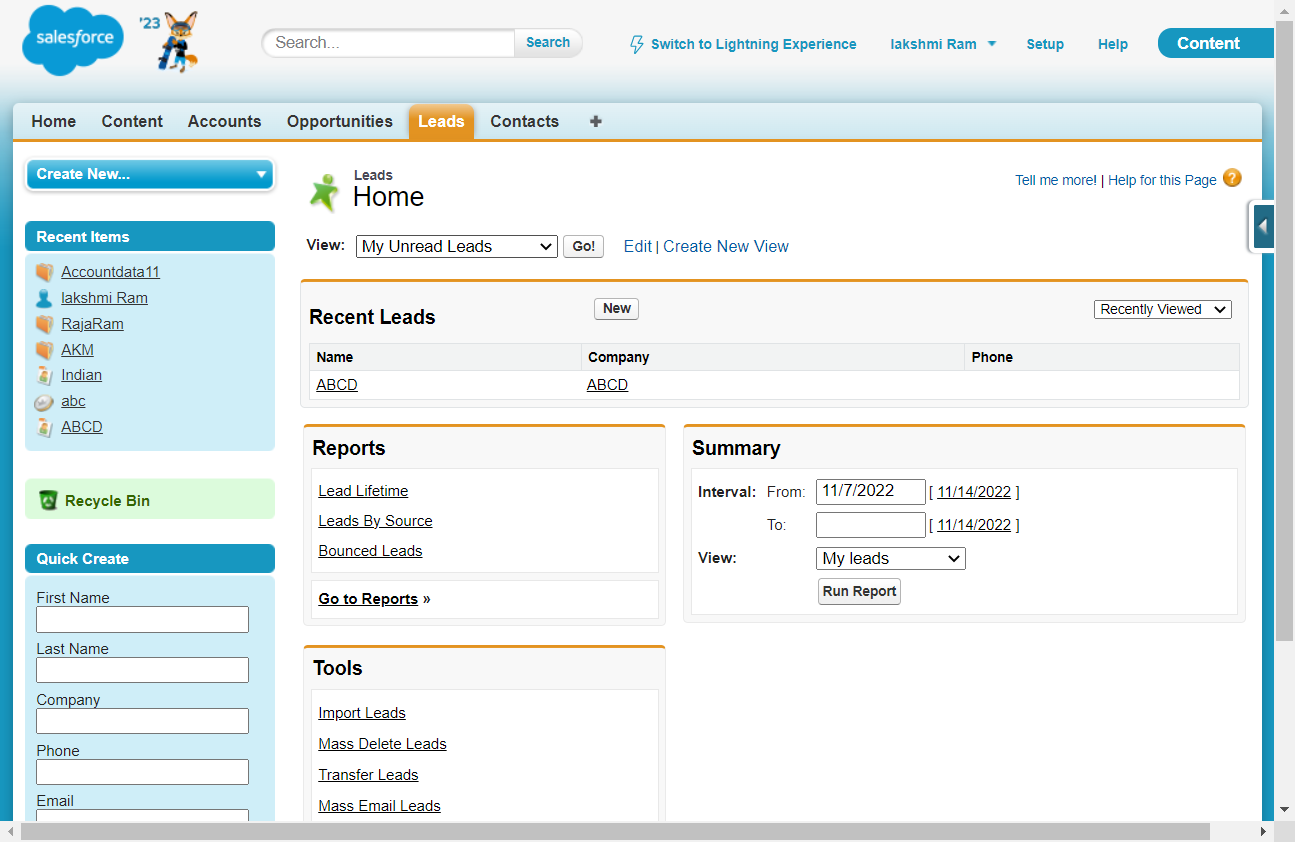 salesforce
'23
Search...
Search
Switch to Lightning Experience
lakshmi Ram
Setup
Help
Content
Home
Content
Accounts
Opportunities
Leads
Contacts
Create New...
Recent Items
Accountdata11
lakshmi Ram
RajaRam
AKM
Indian
abc
ABCD
Recycle Bin
Quick Create
First Name
Last Name
Company
Phone
Email
Leads
Home
Tell me more! | Help for this Page
View: My Unread Leads Go! Edit | Create New View
Recent Leads New Recently Viewed
Name Company Phone
ABCD ABCD
Reports
Lead Lifetime
Leads By Source
Bounced Leads
Go to Reports »
Summary
Interval: From: 11/7/2022 [ 11/14/2022 ]
To: [ 11/14/2022 ]
View: My leads
Run Report
Tools
Import Leads
Mass Delete Leads
Transfer Leads
Mass Email Leads